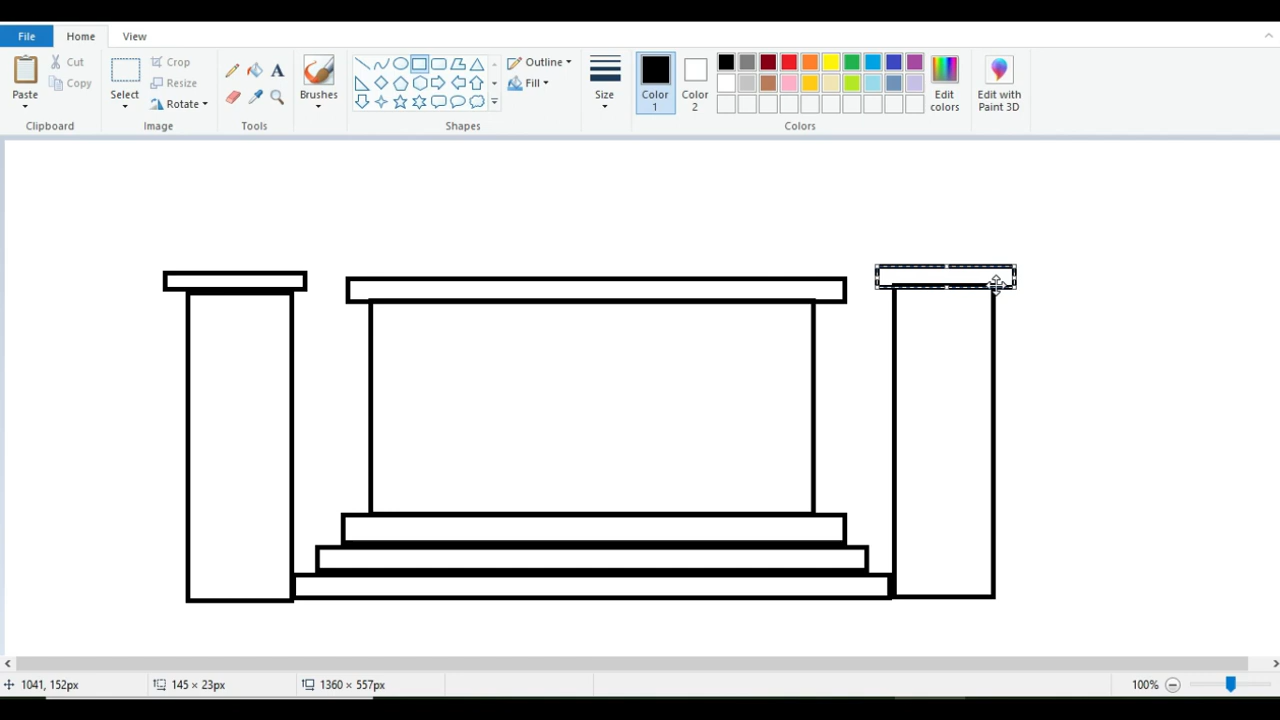 File Home View
Paste Cut Copy
Select Crop Resize Rotate
Brushes
Outline Fill
Size
Color 1
Color 2
Edit colors
Edit with Paint 3D
Clipboard Image Tools Shapes Colors
1041, 152px 145 × 23px 1360 × 557px 100%